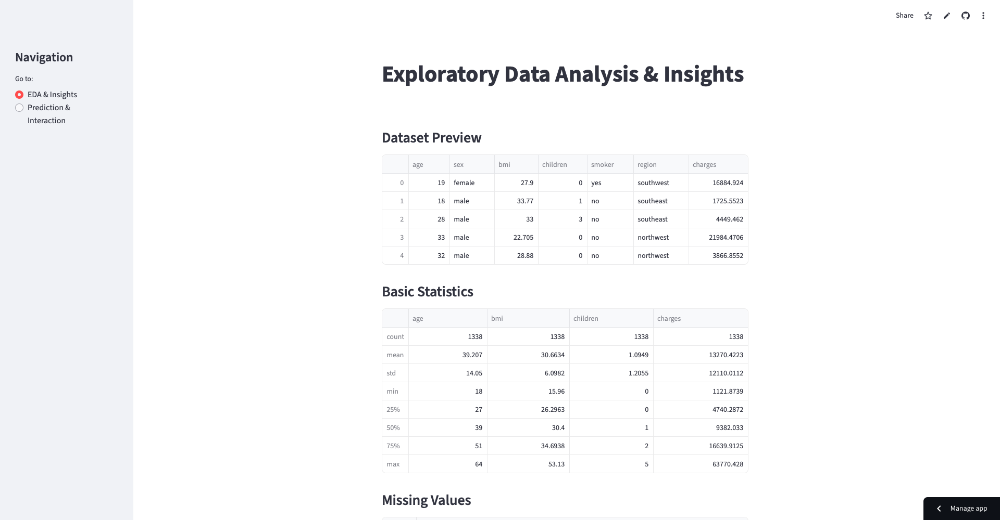 Share
Navigation
Go to:
EDA & Insights
Prediction &
Interaction
Exploratory Data Analysis & Insights
Dataset Preview
age sex bmi children smoker region charges
0 19 female 27.9 0 yes southwest 16884.924
1 18 male 33.77 1 no southeast 1725.5523
2 28 male 33 3 no southeast 4449.462
3 33 male 22.705 0 no northwest 21984.4706
4 32 male 28.88 0 no northwest 3866.8552
Basic Statistics
age bmi children charges
count 1338 1338 1338 1338
mean 39.207 30.6634 1.0949 13270.4223
std 14.05 6.0982 1.2055 12110.0112
min 18 15.96 0 1121.8739
25% 27 26.2963 0 4740.2872
50% 39 30.4 1 9382.033
75% 51 34.6938 2 16639.9125
max 64 53.13 5 63770.428
Missing Values
Manage app